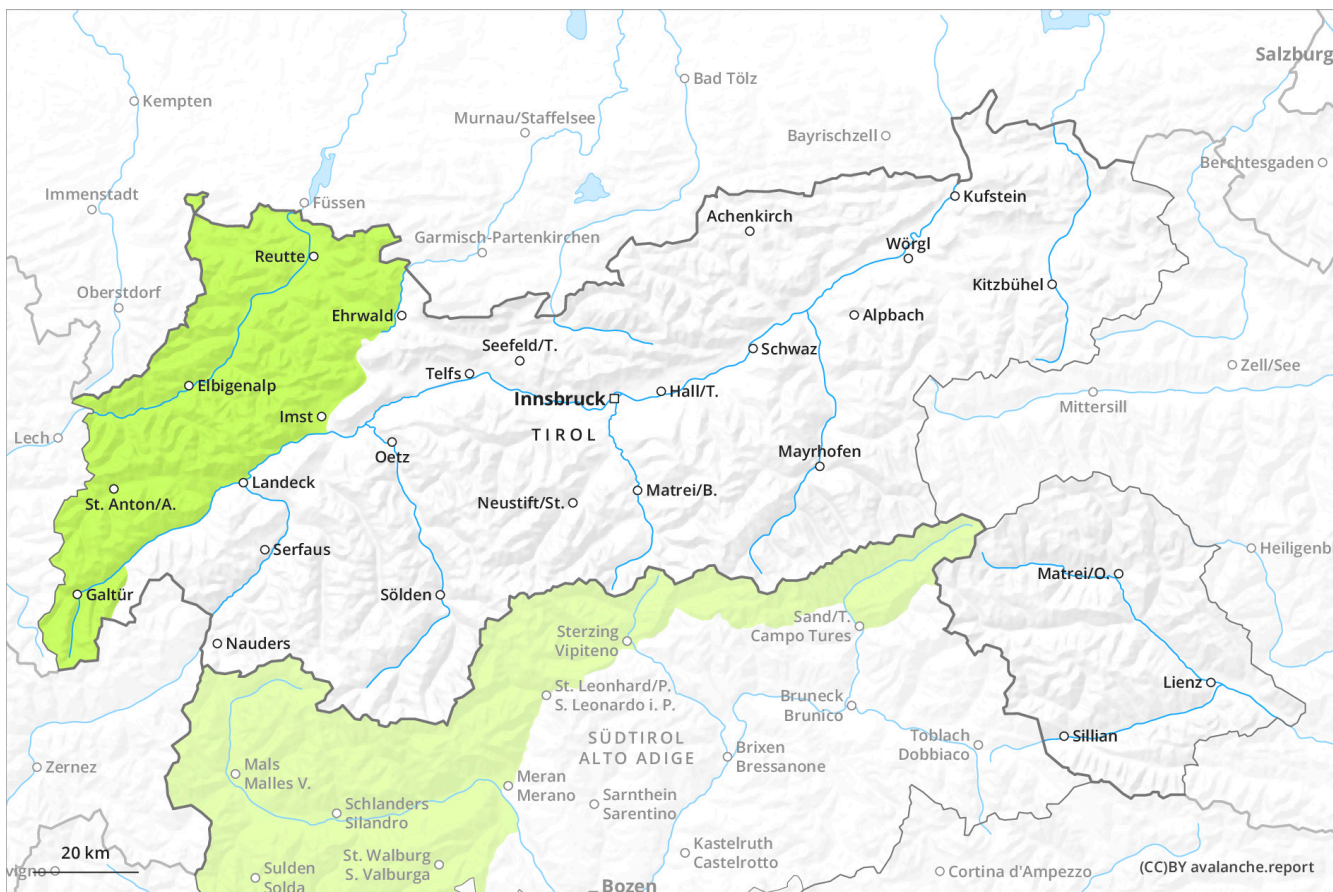 Salzburg
Bad Tölz
Kempten
Murnau/Staffelsee
Bayrischzell
Berchtesgaden
Immenstadt
Füssen
Kufstein
Achenkirch
Garmisch-Partenkirchen
Wörgl
Reutte
Oberstdorf
Kitzbühel
Ehrwald
Alpbach
Seefeld/T.
Schwaz
Zell/See
Telfs
Elbigenalp
Innsbruck
Hall/T.
Mittersill
Imst
TIROL
Lech
Oetz
Mayrhofen
Landeck
St. Anton/A.
Neustift/St.
Matrei/B.
Serfaus
Heiligenb
Matrei/O.
Galtür
Sölden
Sand/T.
Campo Tures
Sterzing
Vipiteno
Nauders
Lienz
St. Leonhard/P.
S. Leonardo i. P.
Bruneck
Brunico
SÜDTIROL
ALTO ADIGE
Toblach
Dobbiaco
Sillian
Brixen
Bressanone
Zernez
Mals
Malles V.
Meran
Merano
Sarnthein
Sarentino
Schlanders
Silandro
Kastelruth
Castelrotto
20 km
St. Walburg
S. Valburga
Sulden
Solda
Cortina d'Ampezzo
(CC)BY avalanche.report
vigno
Bozen